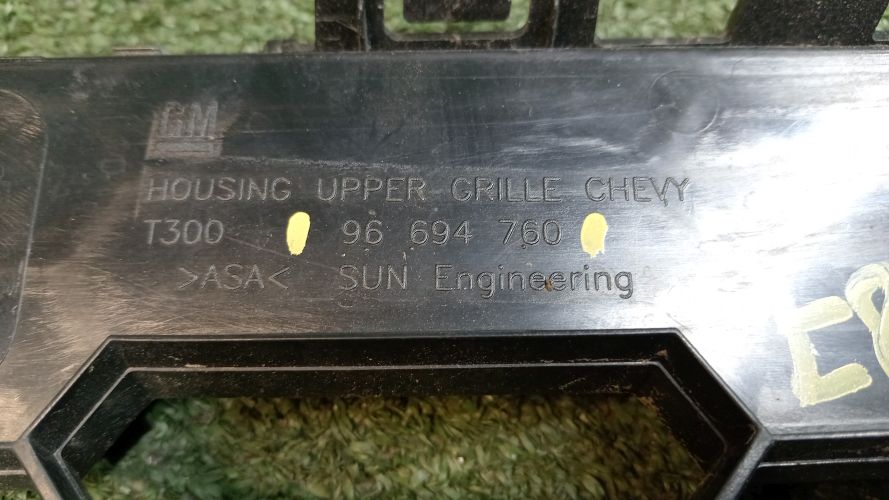 GM
HOUSING UPPER GRILLE CHEVY
T300 96 694 760
>ASA< SUN Engineering